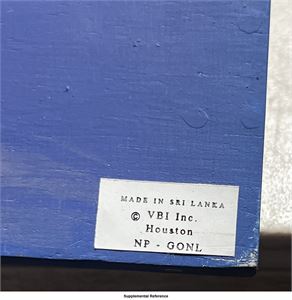 MADE IN SRI LANKA
© VBI Inc.
Houston
NP - GONL
Supplemental Reference